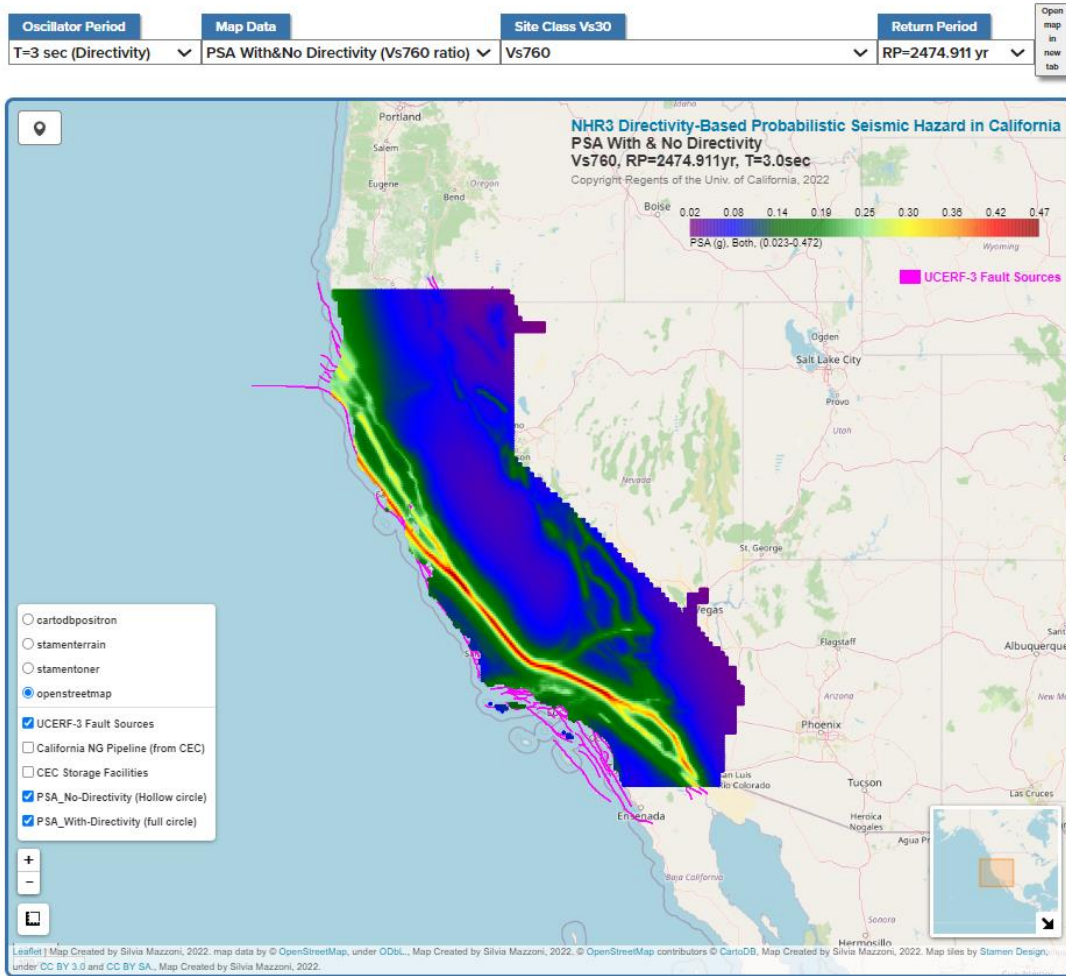 Oscillator Period
Map Data
Site Class Vs30
Return Period
Open
map
in
new
tab
T=3 sec (Directivity)
PSA With&No Directivity (Vs760 ratio)
Vs760
RP=2474.911 yr
NHR3 Directivity-Based Probabilistic Seismic Hazard in California
PSA With & No Directivity
Vs760, RP=2474.911yr, T=3.0sec
Copyright Regents of the Univ. of California, 2022
0.02 0.08 0.14 0.19 0.25 0.30 0.36 0.42 0.47
PSA (g), Both, (0.023-0.472)
UCERF-3 Fault Sources
Portland
Idaho
Salem
Eugene
Oregon
Bend
Boise
Wyoming
Ogden
Salt Lake City
Provo
Utah
Nevada
St. George
Vegas
Flagstaff
Albuquerque
Arizona
Phoenix
Tucson
Las Cruces
Ensenada
Heroica
Nogales
Baja California
Sonora
Hermosillo
cartodbpositron
stamenterrain
stamentoner
openstreetmap
UCERF-3 Fault Sources
California NG Pipeline (from CEC)
CEC Storage Facilities
PSA_No-Directivity (Hollow circle)
PSA_With-Directivity (full circle)
+
−
Leaflet | Map Created by Silvia Mazzoni, 2022. map data by © OpenStreetMap, under ODbL., Map Created by Silvia Mazzoni, 2022. © OpenStreetMap contributors © CartoDB, Map Created by Silvia Mazzoni, 2022. Map tiles by Stamen Design,
under CC BY 3.0 and CC BY SA., Map Created by Silvia Mazzoni, 2022.